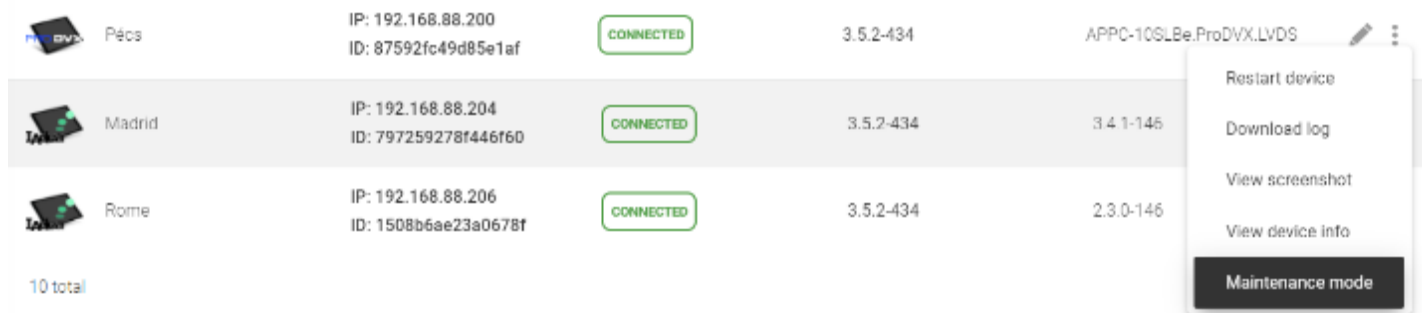 PRODVX
Pécs
IP: 192.168.88.200
ID: 87592fc49d85e1af
CONNECTED
3.5.2-434
APPC-10SLBe.ProDVX.LVDS
Madrid
IP: 192.168.88.204
ID: 797259278f446f60
CONNECTED
3.5.2-434
3.4.1-146
Rome
IP: 192.168.88.206
ID: 1508b6ae23a0678f
CONNECTED
3.5.2-434
2.3.0-146
10 total
Restart device
Download log
View screenshot
View device info
Maintenance mode